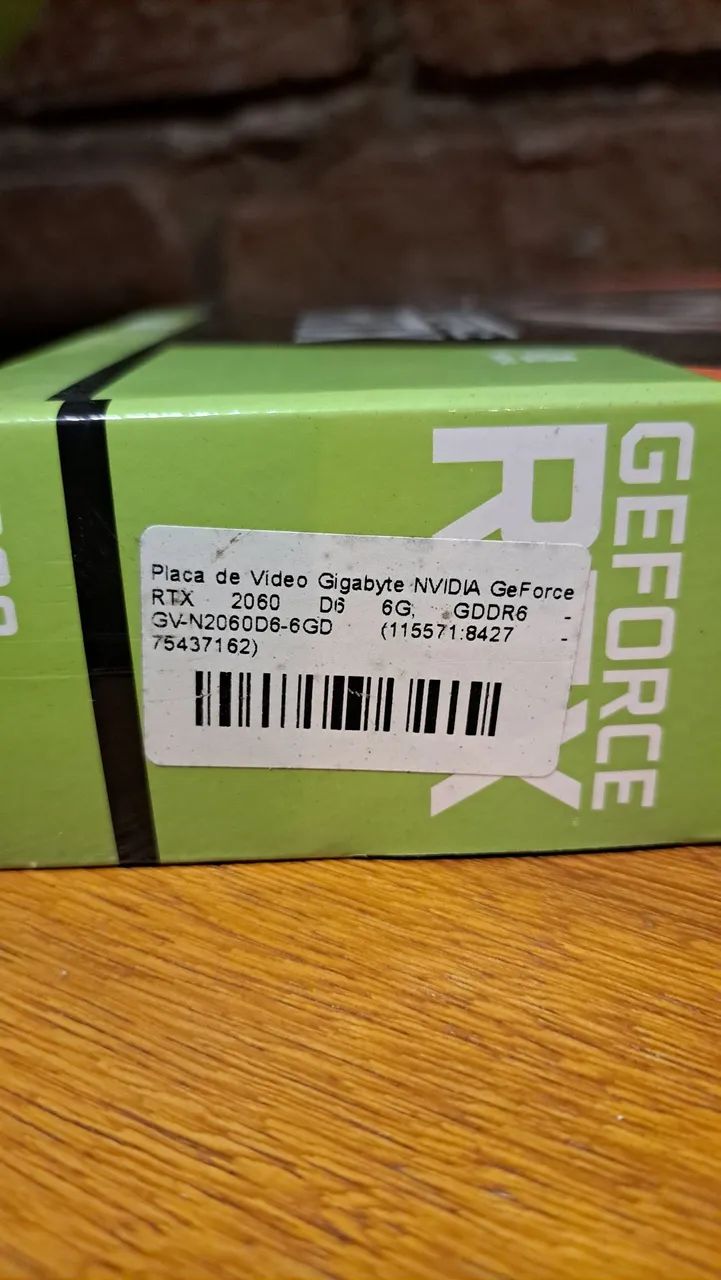 GEFORCE
RTX
Placa de Vídeo Gigabyte NVIDIA GeForce
RTX 2060 D6 6G, GDDR6 -
GV-N2060D6-6GD (115571:8427 -
75437162)